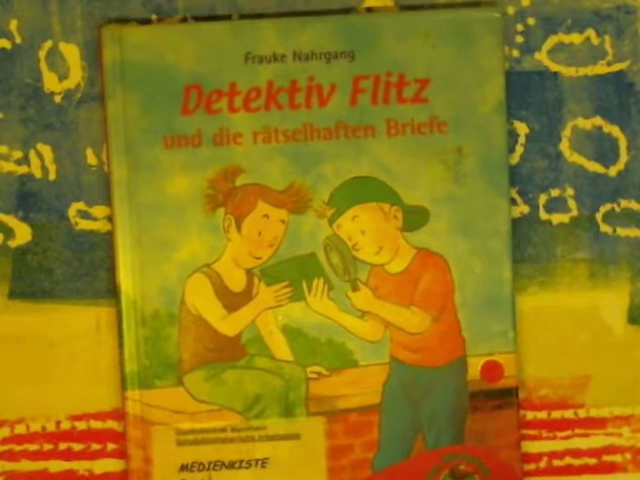 Frauke Nahrgang
Detektiv Flitz
und die rätselhaften Briefe
MEDIENKISTE